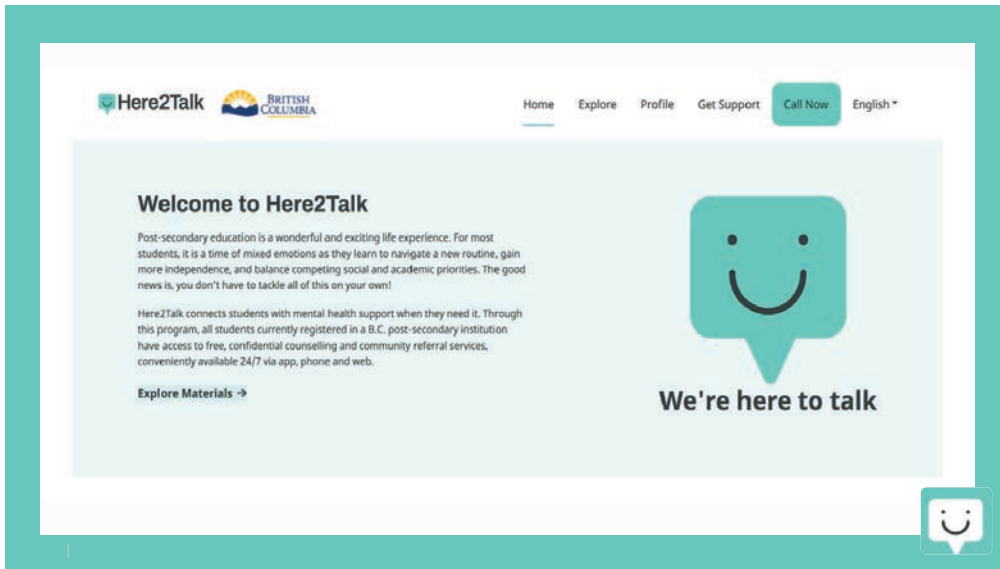 Here2Talk
BRITISH
COLUMBIA
Home Explore Profile Get Support Call Now English
Welcome to Here2Talk
Post-secondary education is a wonderful and exciting life experience. For most
students, it is a time of mixed emotions as they learn to navigate a new routine, gain
more independence, and balance competing social and academic priorities. The good
news is, you don't have to tackle all of this on your own!
Here2Talk connects students with mental health support when they need it. Through
this program, all students currently registered in a B.C. post-secondary institution
have access to free, confidential counselling and community referral services,
conveniently available 24/7 via app, phone and web.
Explore Materials →
We're here to talk